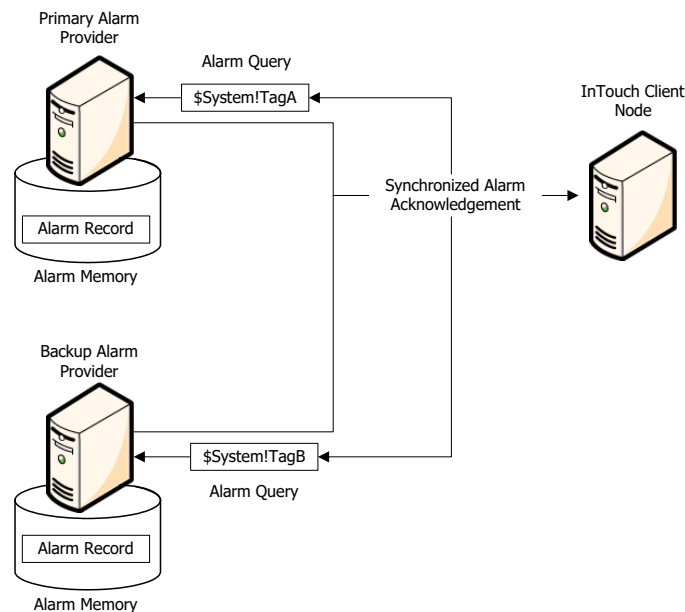 Primary Alarm
Provider
Alarm Query
$System!TagA
InTouch Client
Node
Synchronized Alarm
Acknowledgement
Alarm Record
Alarm Memory
Backup Alarm
Provider
$System!TagB
Alarm Query
Alarm Record
Alarm Memory